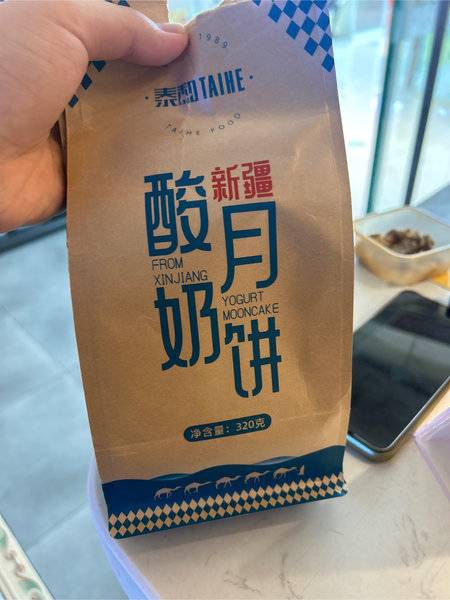 1989
泰和TAIHE
TAIHE FOOD
新疆
酸奶
月饼
FROM
XINJIANG
YOGURT
MOONCAKE
净含量：320克